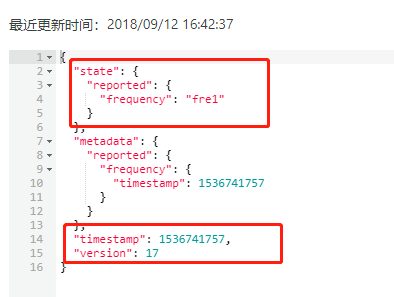 最近更新时间：2018/09/12 16:42:37
1 {
2 "state": {
3 "reported": {
4 "frequency": "fre1"
5 }
6 },
7 "metadata": {
8 "reported": {
9 "frequency": {
10 "timestamp": 1536741757
11 }
12 }
13 },
14 "timestamp": 1536741757,
15 "version": 17
16 }